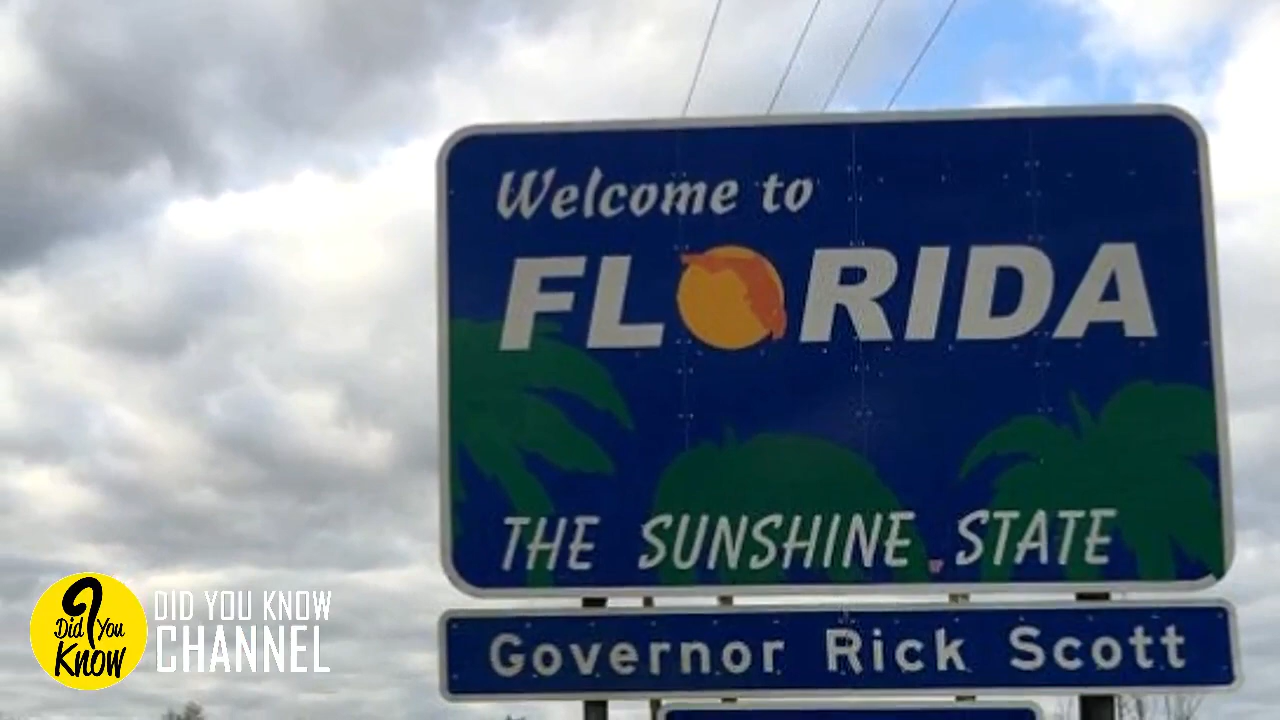 Welcome to
FLORIDA
THE SUNSHINE STATE
Governor Rick Scott
Did You
Know
DID YOU KNOW
CHANNEL